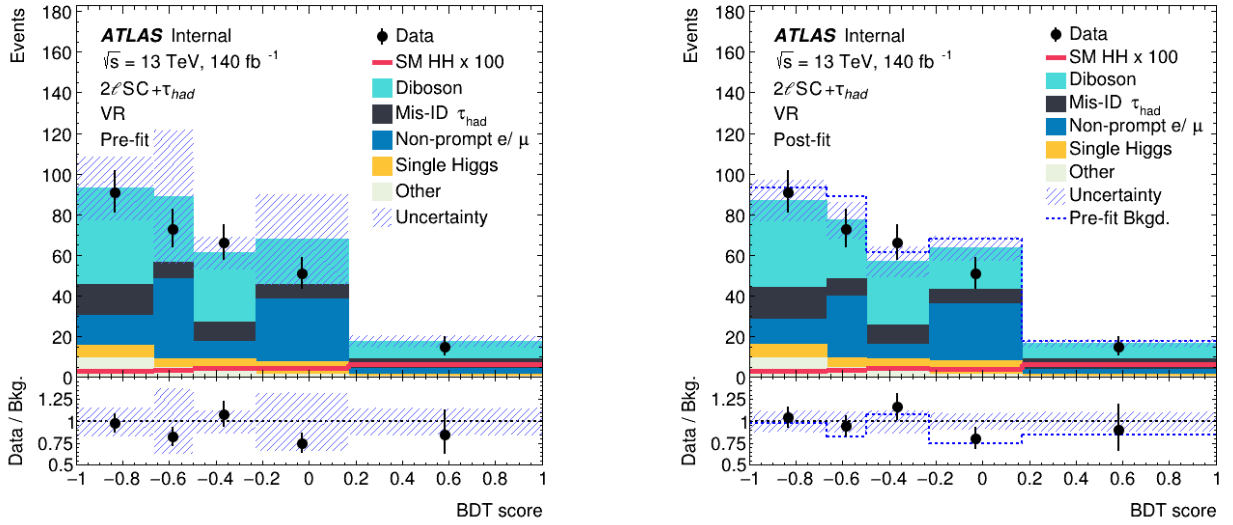 Events
180
160
140
120
100
80
60
40
20
0
ATLAS Internal
√s = 13 TeV, 140 fb⁻¹
2ℓSC+τhad
VR
Pre-fit
Data
SM HH x 100
Diboson
Mis-ID τhad
Non-prompt e/ μ
Single Higgs
Other
Uncertainty
Data / Bkg.
1.25
1
0.75
0.5
−1 −0.8 −0.6 −0.4 −0.2 0 0.2 0.4 0.6 0.8 1
BDT score
Events
180
160
140
120
100
80
60
40
20
0
ATLAS Internal
√s = 13 TeV, 140 fb⁻¹
2ℓSC+τhad
VR
Post-fit
Data
SM HH x 100
Diboson
Mis-ID τhad
Non-prompt e/ μ
Single Higgs
Other
Uncertainty
Pre-fit Bkgd.
Data / Bkg.
1.25
1
0.75
0.5
−1 −0.8 −0.6 −0.4 −0.2 0 0.2 0.4 0.6 0.8 1
BDT score